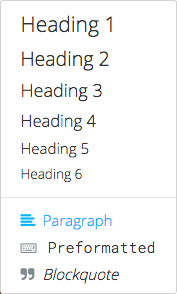 Heading 1
Heading 2
Heading 3
Heading 4
Heading 5
Heading 6
Paragraph
Preformatted
Blockquote